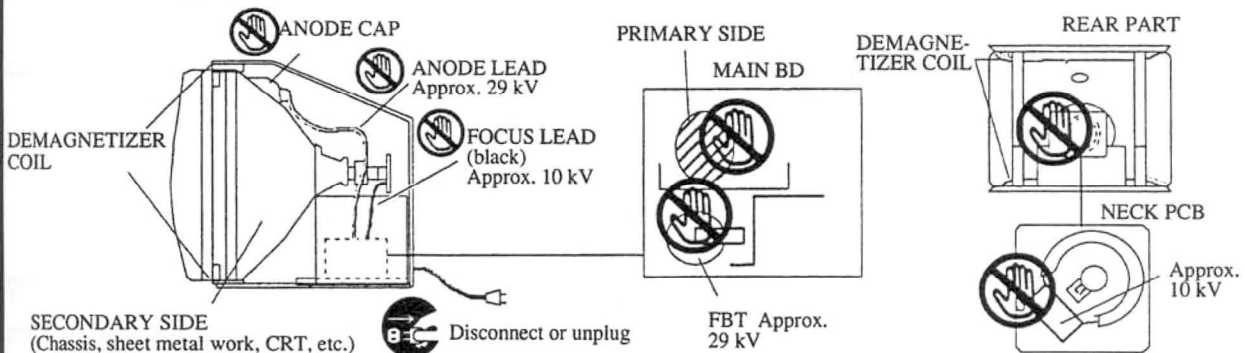 ANODE CAP
ANODE LEAD
Approx. 29 kV
FOCUS LEAD
(black)
Approx. 10 kV
DEMAGNETIZER
COIL
SECONDARY SIDE
(Chassis, sheet metal work, CRT, etc.)
Disconnect or unplug
PRIMARY SIDE
MAIN BD
FBT Approx.
29 kV
REAR PART
DEMAGNE-
TIZER COIL
NECK PCB
Approx.
10 kV